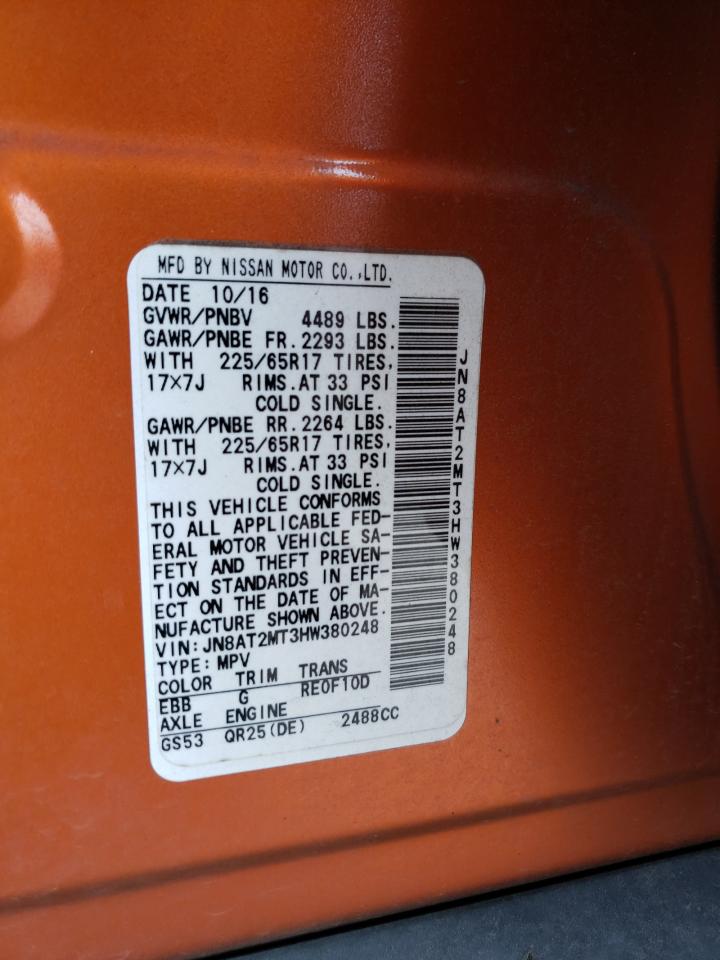 MFD BY NISSAN MOTOR CO.,LTD.
DATE 10/16
GVWR/PNBV 4489 LBS.
GAWR/PNBE FR. 2293 LBS.
WITH 225/65R17 TIRES,
17×7J RIMS. AT 33 PSI
COLD SINGLE.
GAWR/PNBE RR. 2264 LBS.
WITH 225/65R17 TIRES,
17×7J RIMS. AT 33 PSI
COLD SINGLE.
THIS VEHICLE CONFORMS
TO ALL APPLICABLE FED-
ERAL MOTOR VEHICLE SA-
FETY AND THEFT PREVEN-
TION STANDARDS IN EFF-
ECT ON THE DATE OF MA-
NUFACTURE SHOWN ABOVE.
VIN: JN8AT2MT3HW380248
TYPE: MPV
COLOR TRIM TRANS
EBB G RE0F10D
AXLE ENGINE
GS53 QR25(DE) 2488CC
JN8AT2MT3HW380248